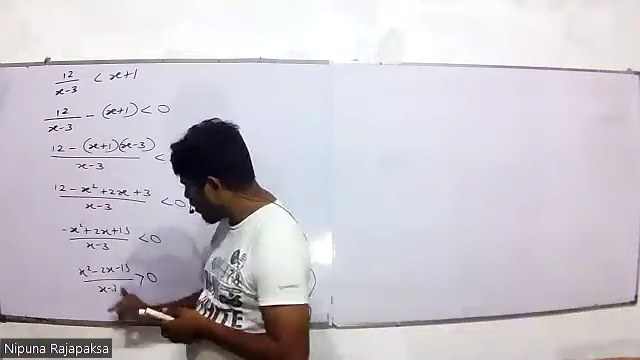 12/(x-3) < x+1
12/(x-3) - (x+1) < 0
(12 - (x+1)(x-3))/(x-3) <
(12 - x² + 2x + 3)/(x-3) < 0
(-x² + 2x + 15)/(x-3) < 0
(x² - 2x - 15)/(x-3) > 0
WHITE
Nipuna Rajapaksa